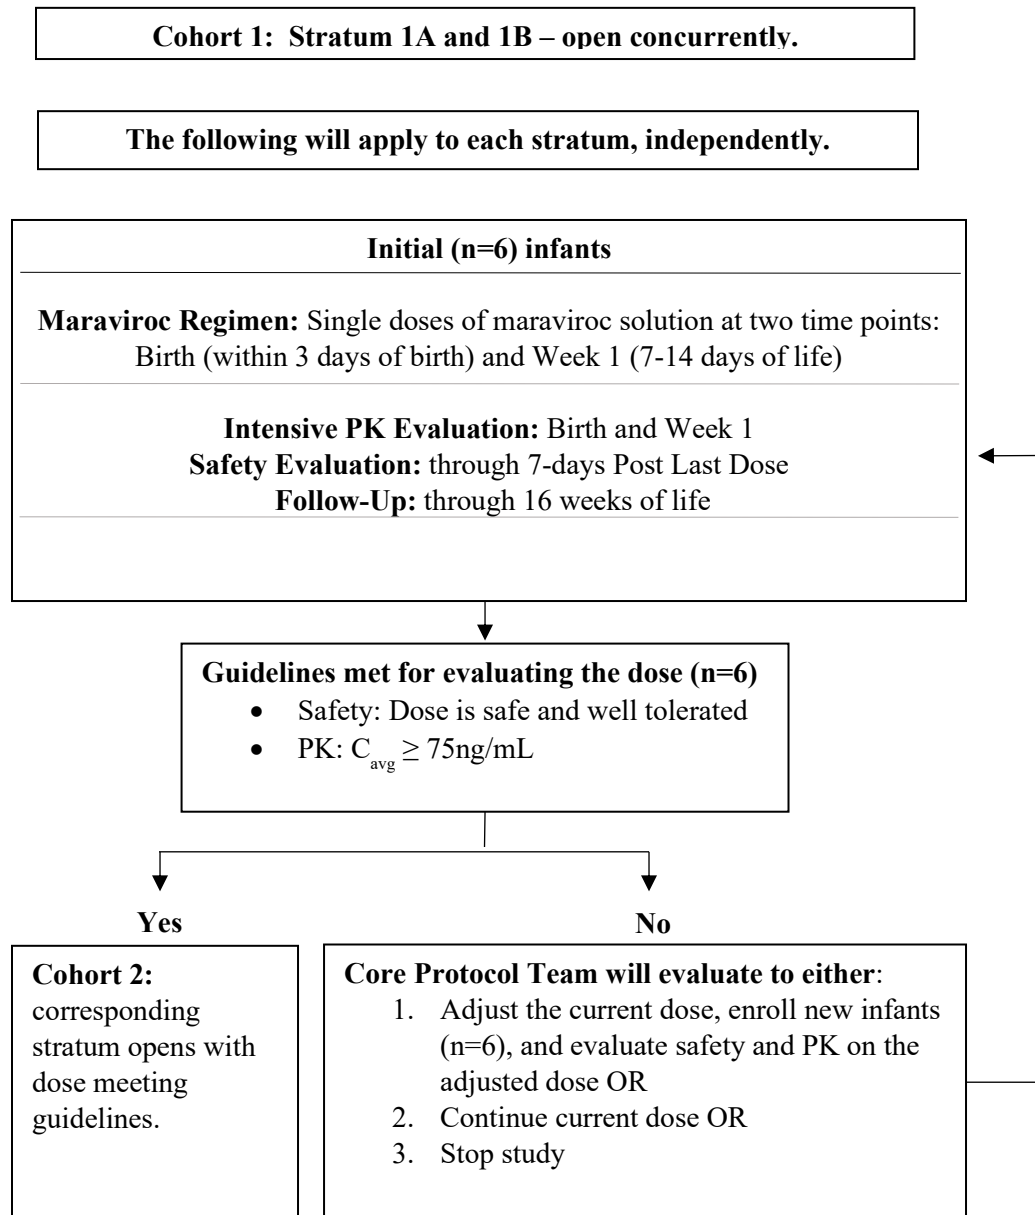 Cohort 1: Stratum 1A and 1B – open concurrently.
The following will apply to each stratum, independently.
Initial (n=6) infants
Maraviroc Regimen: Single doses of maraviroc solution at two time points:
Birth (within 3 days of birth) and Week 1 (7-14 days of life)
Intensive PK Evaluation: Birth and Week 1
Safety Evaluation: through 7-days Post Last Dose
Follow-Up: through 16 weeks of life
Guidelines met for evaluating the dose (n=6)
• Safety: Dose is safe and well tolerated
• PK: Cavg ≥ 75ng/mL
Yes
Cohort 2:
corresponding
stratum opens with
dose meeting
guidelines.
No
Core Protocol Team will evaluate to either:
1. Adjust the current dose, enroll new infants
(n=6), and evaluate safety and PK on the
adjusted dose OR
2. Continue current dose OR
3. Stop study